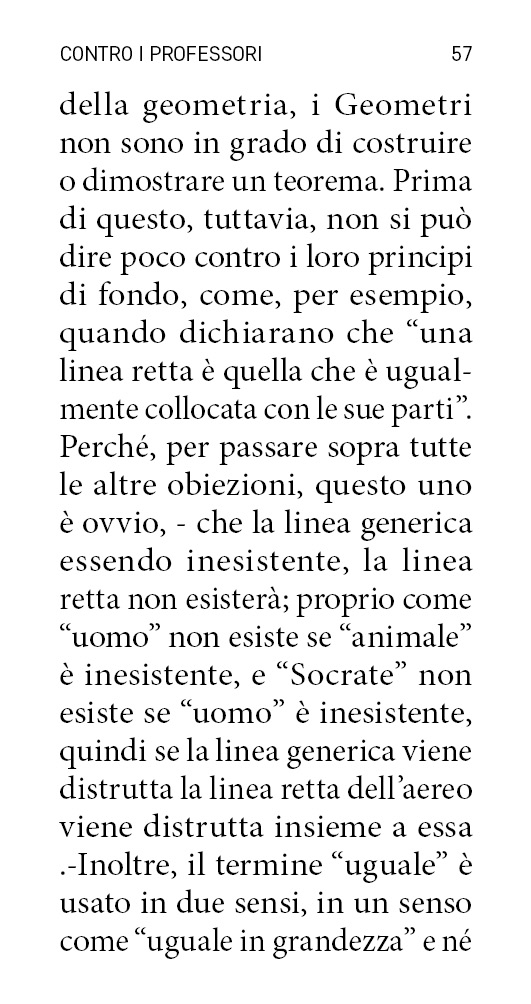 CONTRO I PROFESSORI 57
della geometria, i Geometri
non sono in grado di costruire
o dimostrare un teorema. Prima
di questo, tuttavia, non si può
dire poco contro i loro principi
di fondo, come, per esempio,
quando dichiarano che “una
linea retta è quella che è ugual-
mente collocata con le sue parti”.
Perché, per passare sopra tutte
le altre obiezioni, questo uno
è ovvio, - che la linea generica
essendo inesistente, la linea
retta non esisterà; proprio come
“uomo” non esiste se “animale”
è inesistente, e “Socrate” non
esiste se “uomo” è inesistente,
quindi se la linea generica viene
distrutta la linea retta dell’aereo
viene distrutta insieme a essa
.-Inoltre, il termine “uguale” è
usato in due sensi, in un senso
come “uguale in grandezza” e né